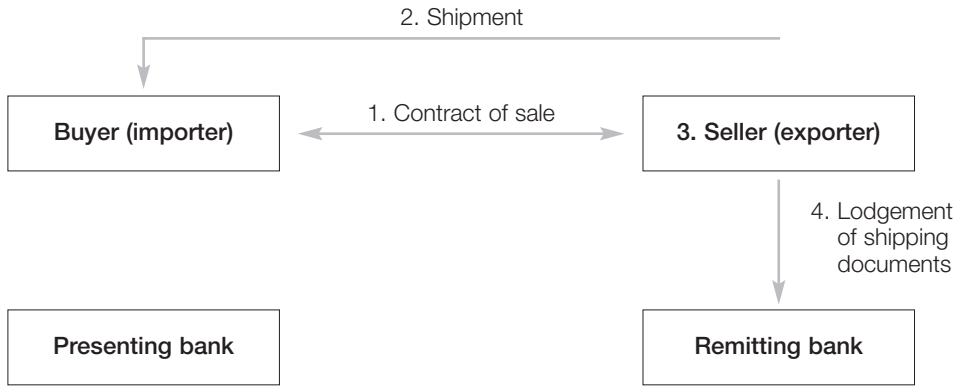 2. Shipment
Buyer (importer)
1. Contract of sale
3. Seller (exporter)
4. Lodgement
of shipping
documents
Presenting bank
Remitting bank